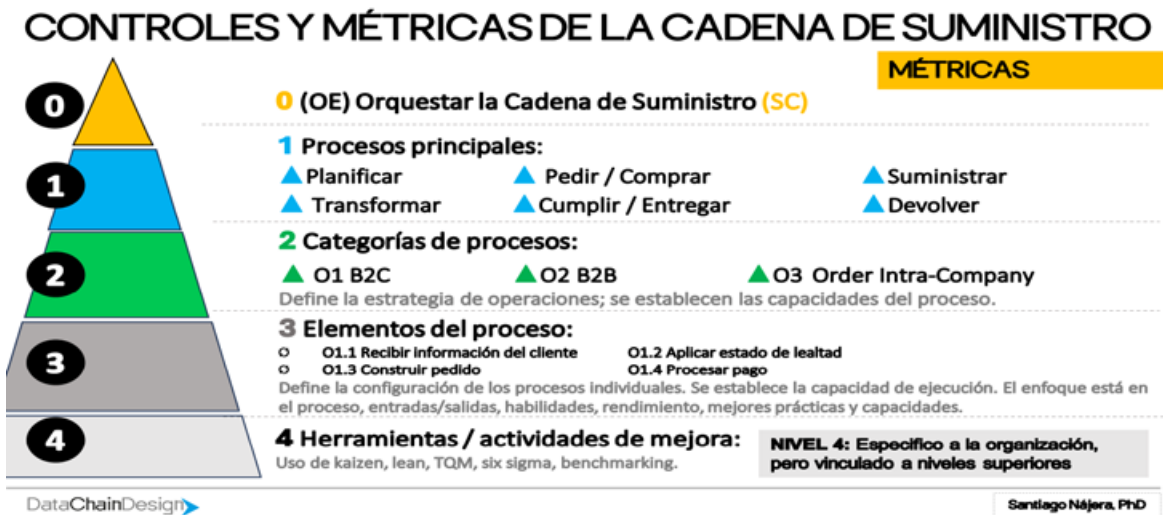 CONTROLES Y MÉTRICAS DE LA CADENA DE SUMINISTRO
MÉTRICAS
0
0 (OE) Orquestar la Cadena de Suministro (SC)
1
1 Procesos principales:
Planificar Pedir / Comprar Suministrar
Transformar Cumplir / Entregar Devolver
2
2 Categorías de procesos:
O1 B2C O2 B2B O3 Order Intra-Company
Define la estrategia de operaciones; se establecen las capacidades del proceso.
3
3 Elementos del proceso:
O1.1 Recibir información del cliente O1.2 Aplicar estado de lealtad
O1.3 Construir pedido O1.4 Procesar pago
Define la configuración de los procesos individuales. Se establece la capacidad de ejecución. El enfoque está en
el proceso, entradas/salidas, habilidades, rendimiento, mejores prácticas y capacidades.
4
4 Herramientas / actividades de mejora:
Uso de kaizen, lean, TQM, six sigma, benchmarking.
NIVEL 4: Especifico a la organización,
pero vinculado a niveles superiores
DataChainDesign
Santiago Nájera, PhD